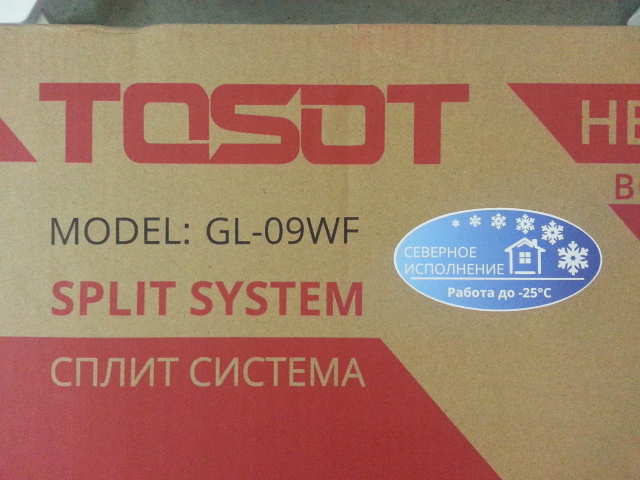 TOSOT
MODEL: GL-09WF
SPLIT SYSTEM
СПЛИТ СИСТЕМА
СЕВЕРНОЕ
ИСПОЛНЕНИЕ
Работа до -25°C